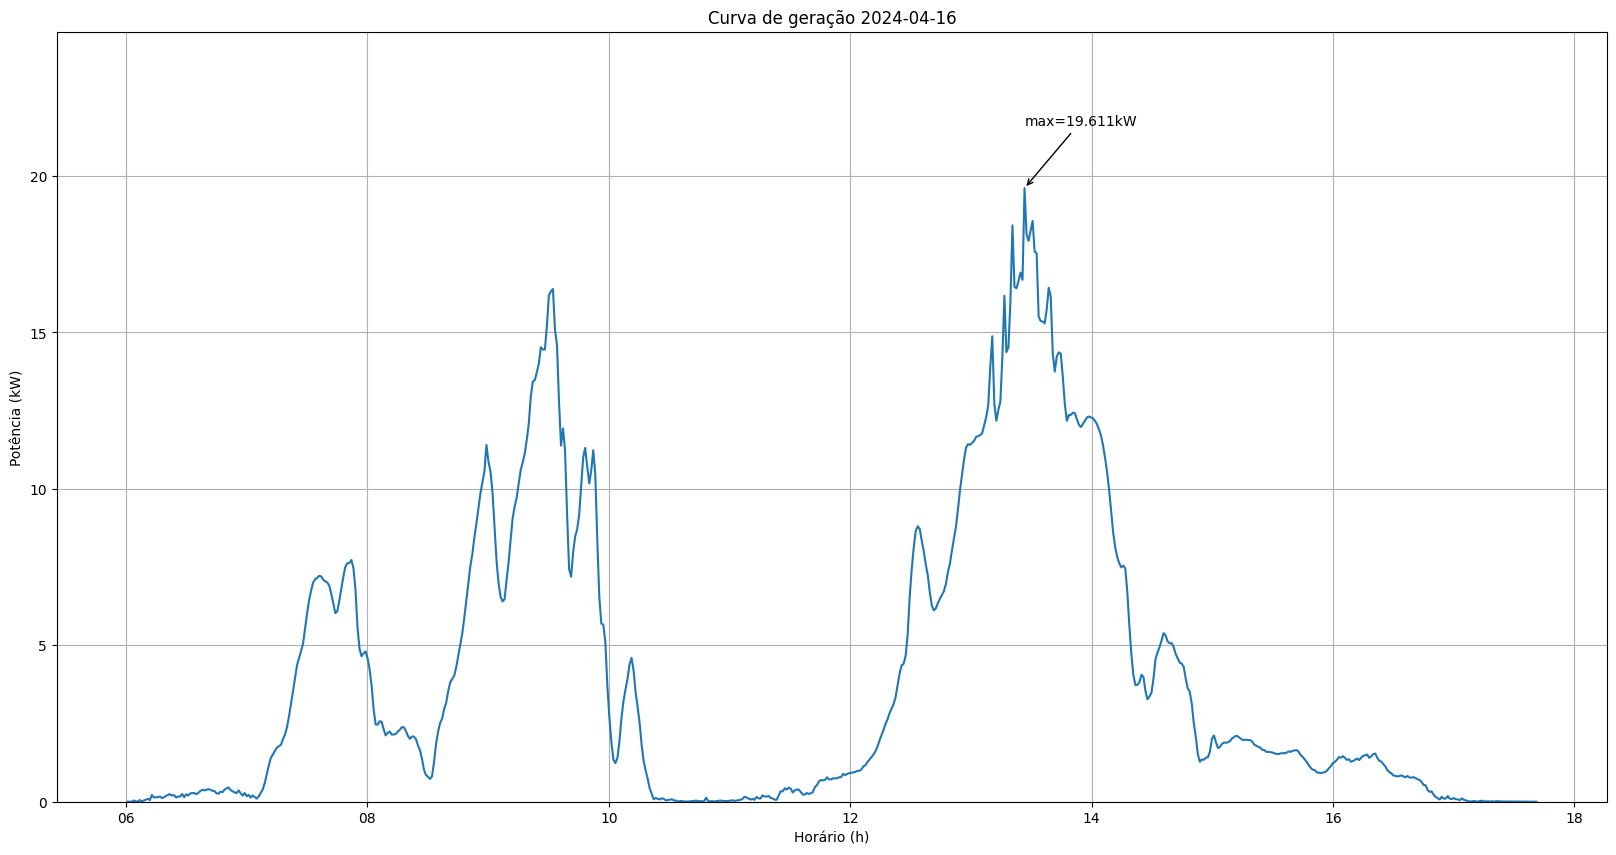 Curva de geração 2024-04-16
max=19.611kW
Potência (kW)
20
15
10
5
0
06 08 10 12 14 16 18
Horário (h)